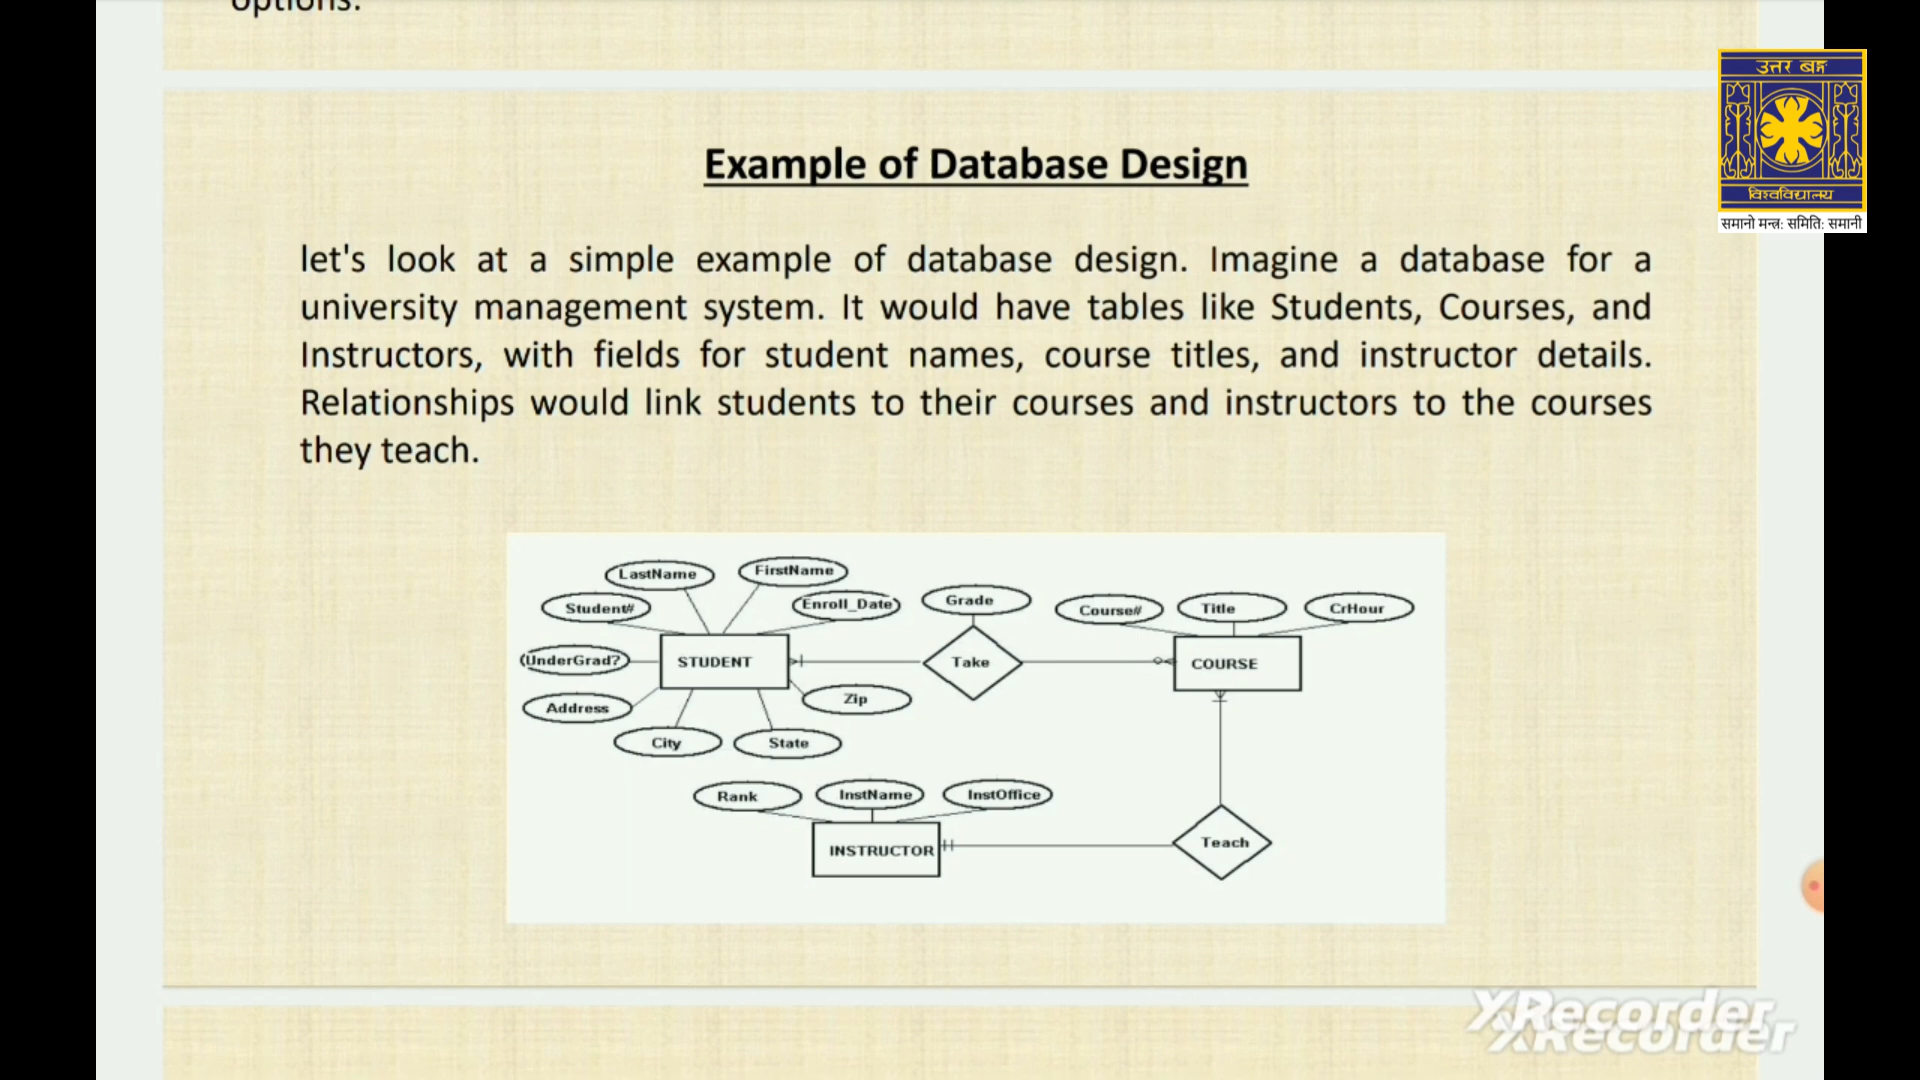 options.
उत्तर बङ्ग
विश्वविद्यालय
समानो मन्त्र: समिति: समानी
Example of Database Design
let's look at a simple example of database design. Imagine a database for a
university management system. It would have tables like Students, Courses, and
Instructors, with fields for student names, course titles, and instructor details.
Relationships would link students to their courses and instructors to the courses
they teach.
LastName
FirstName
Student#
Enroll_Date
Grade
Course#
Title
CrHour
UnderGrad?
STUDENT
Take
COURSE
Address
Zip
City
State
Rank
InstName
InstOffice
INSTRUCTOR
Teach
XRecorder
XRecorder